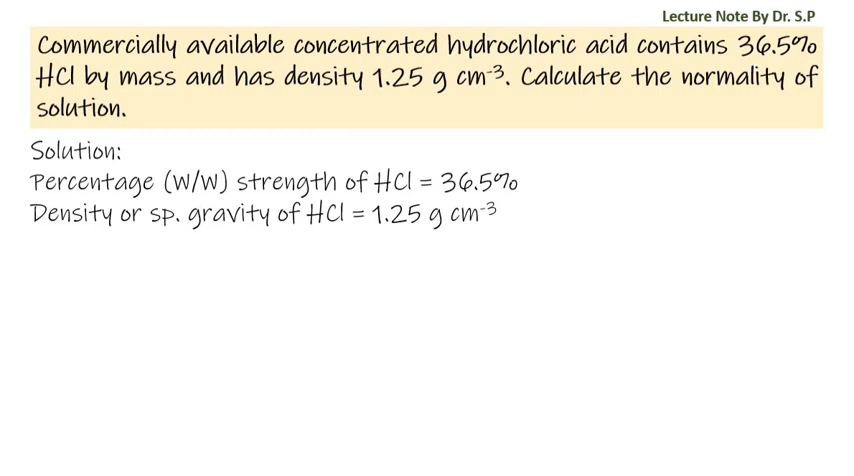 Lecture Note By Dr. S.P
Commercially available concentrated hydrochloric acid contains 36.5%
HCl by mass and has density 1.25 g cm⁻³. Calculate the normality of
solution.
Solution:
Percentage (W/W) strength of HCl = 36.5%
Density or sp. gravity of HCl = 1.25 g cm⁻³